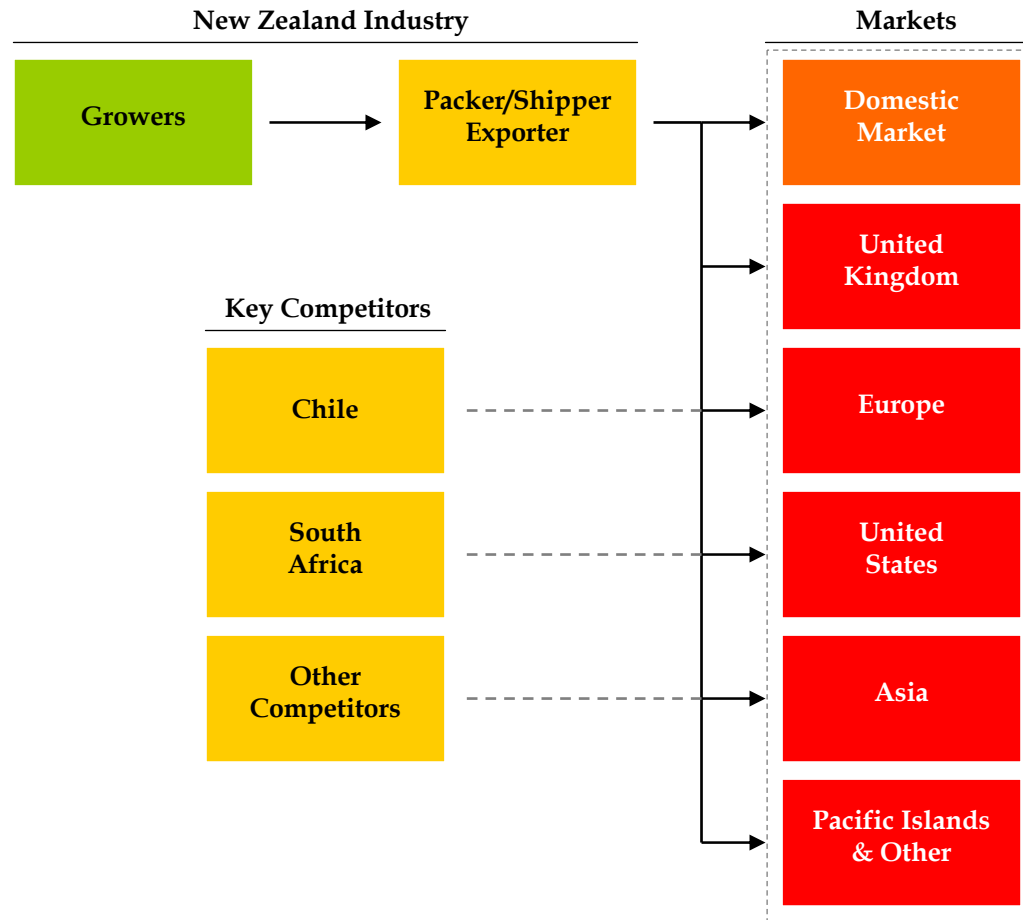 New Zealand Industry
Markets
Growers
Packer/Shipper
Exporter
Domestic
Market
United
Kingdom
Key Competitors
Chile
Europe
South
Africa
United
States
Other
Competitors
Asia
Pacific Islands
& Other